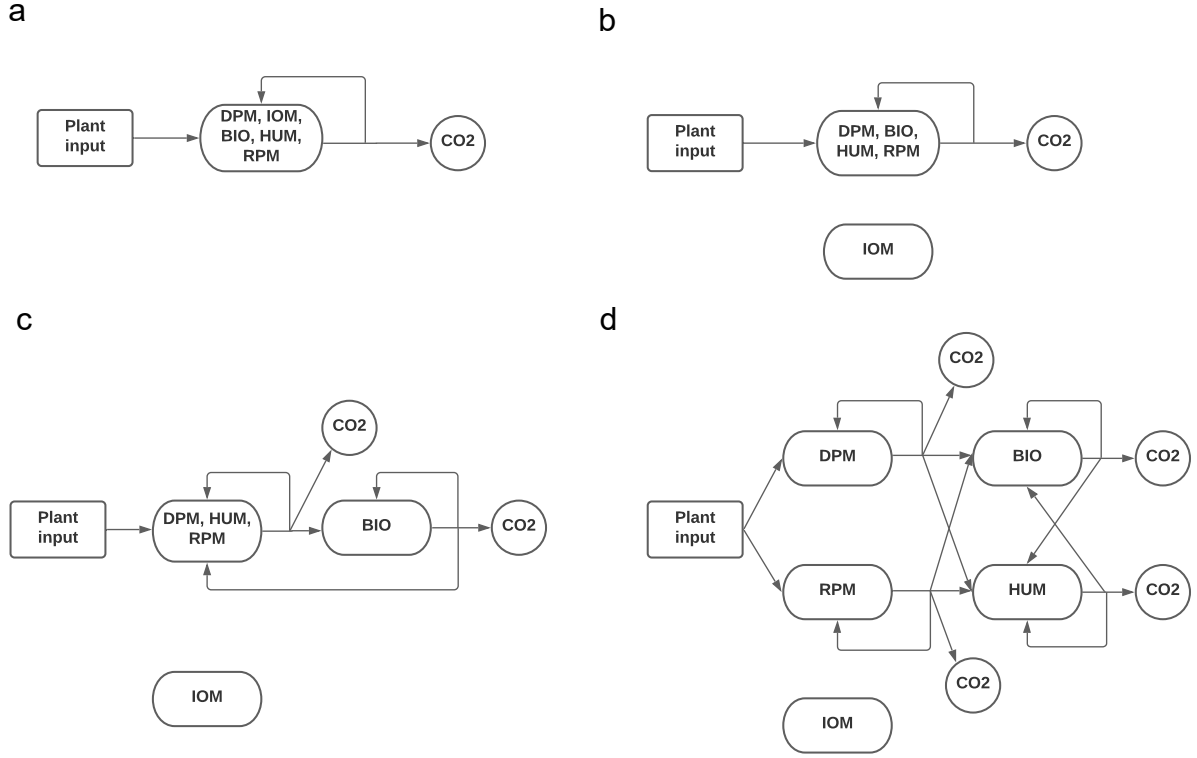 a
Plant
input
DPM, IOM,
BIO, HUM,
RPM
CO2
b
Plant
input
DPM, BIO,
HUM, RPM
CO2
IOM
c
CO2
Plant
input
DPM, HUM,
RPM
BIO
CO2
IOM
d
CO2
DPM
BIO
CO2
Plant
input
RPM
HUM
CO2
CO2
IOM